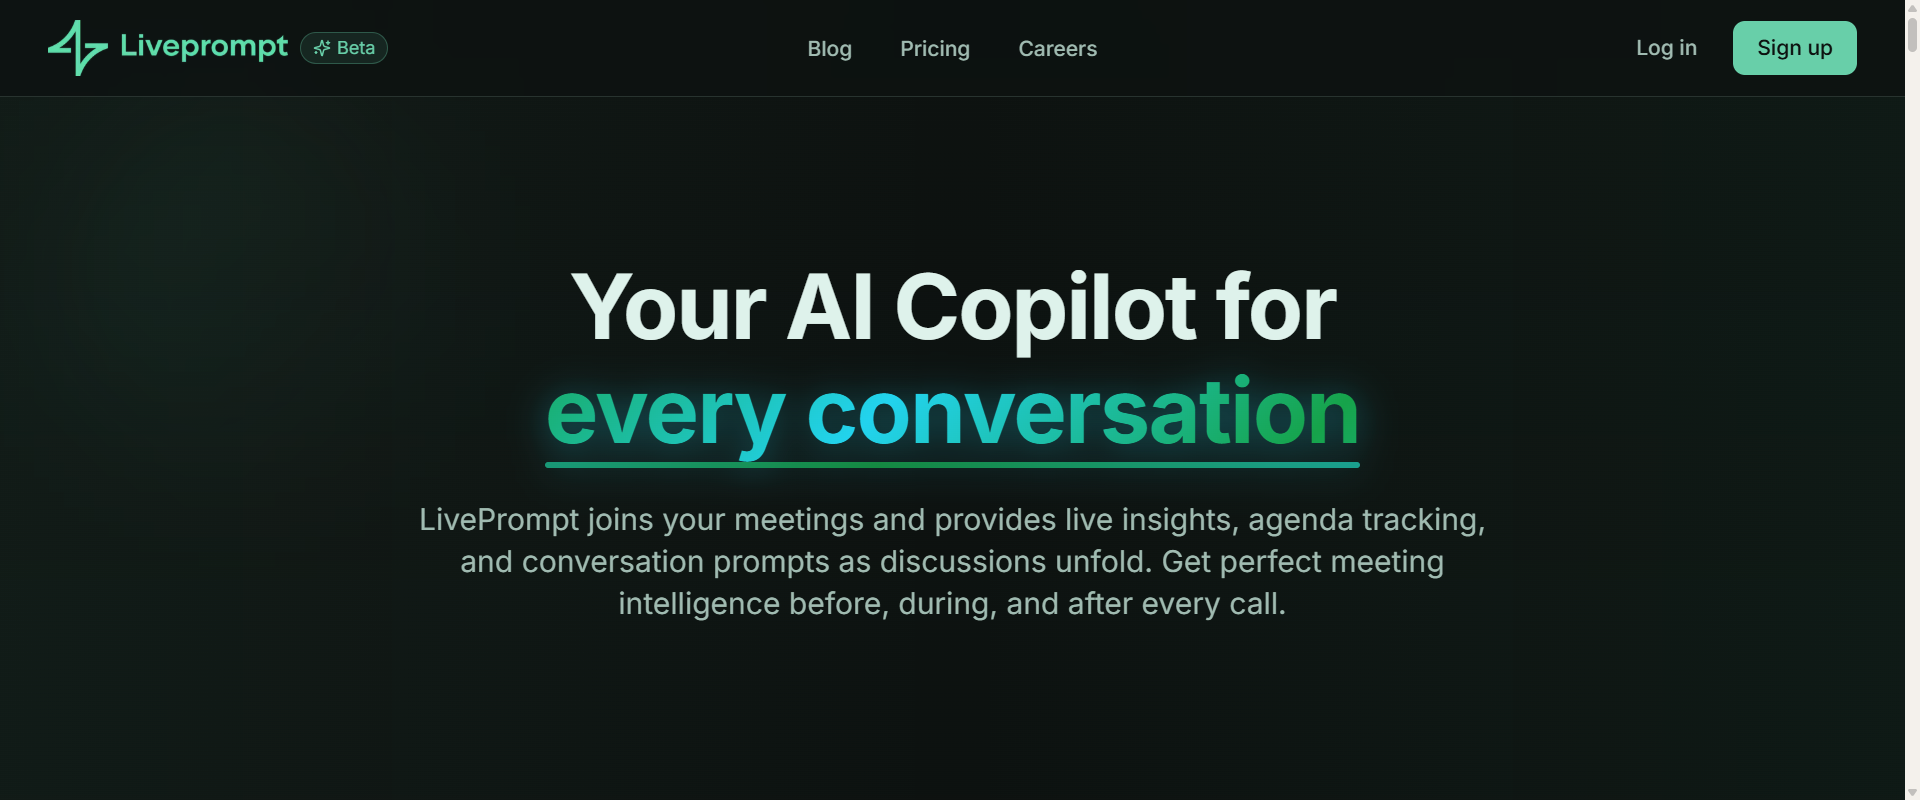 Liveprompt
Beta
Blog
Pricing
Careers
Log in
Sign up
Your AI Copilot for
every conversation
LivePrompt joins your meetings and provides live insights, agenda tracking,
and conversation prompts as discussions unfold. Get perfect meeting
intelligence before, during, and after every call.